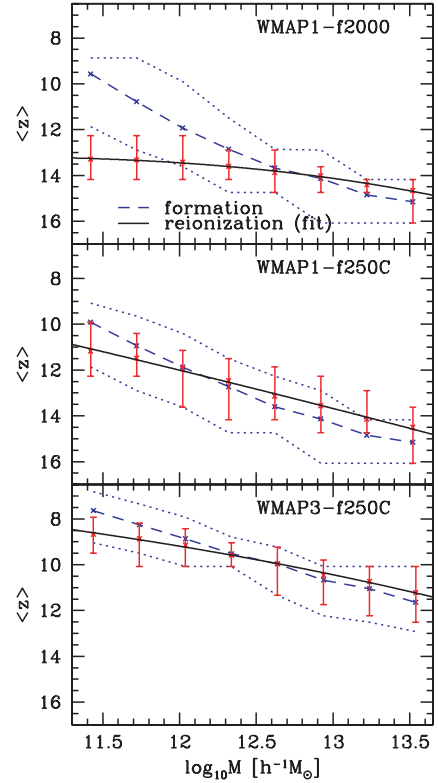 WMAP1-f2000
8
10
12
14
16
<z>
formation
reionization (fit)
WMAP1-f250C
8
10
12
14
16
<z>
WMAP3-f250C
8
10
12
14
16
<z>
11.5 12 12.5 13 13.5
log₁₀M [h⁻¹M⊙]